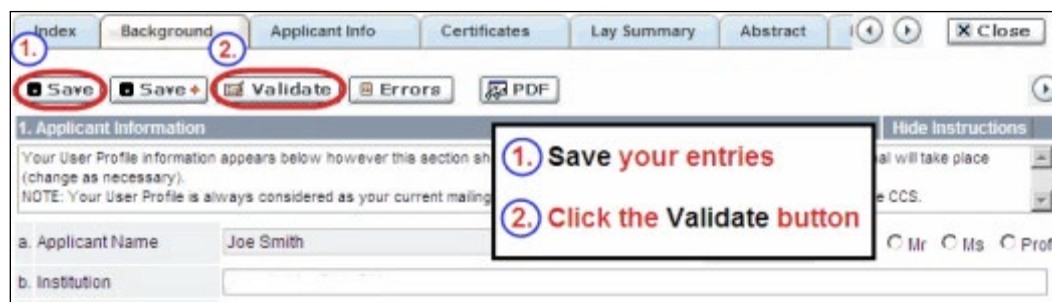 Index Background Applicant Info Certificates Lay Summary Abstract Close
1. 2.
Save Save+ Validate Errors PDF
1. Applicant Information Hide Instructions
Your User Profile information appears below however this section sh al will take place
(change as necessary).
NOTE: Your User Profile is always considered as your current mailing e CCS.
1. Save your entries
2. Click the Validate button
a. Applicant Name Joe Smith Mr Ms Prof
b. Institution